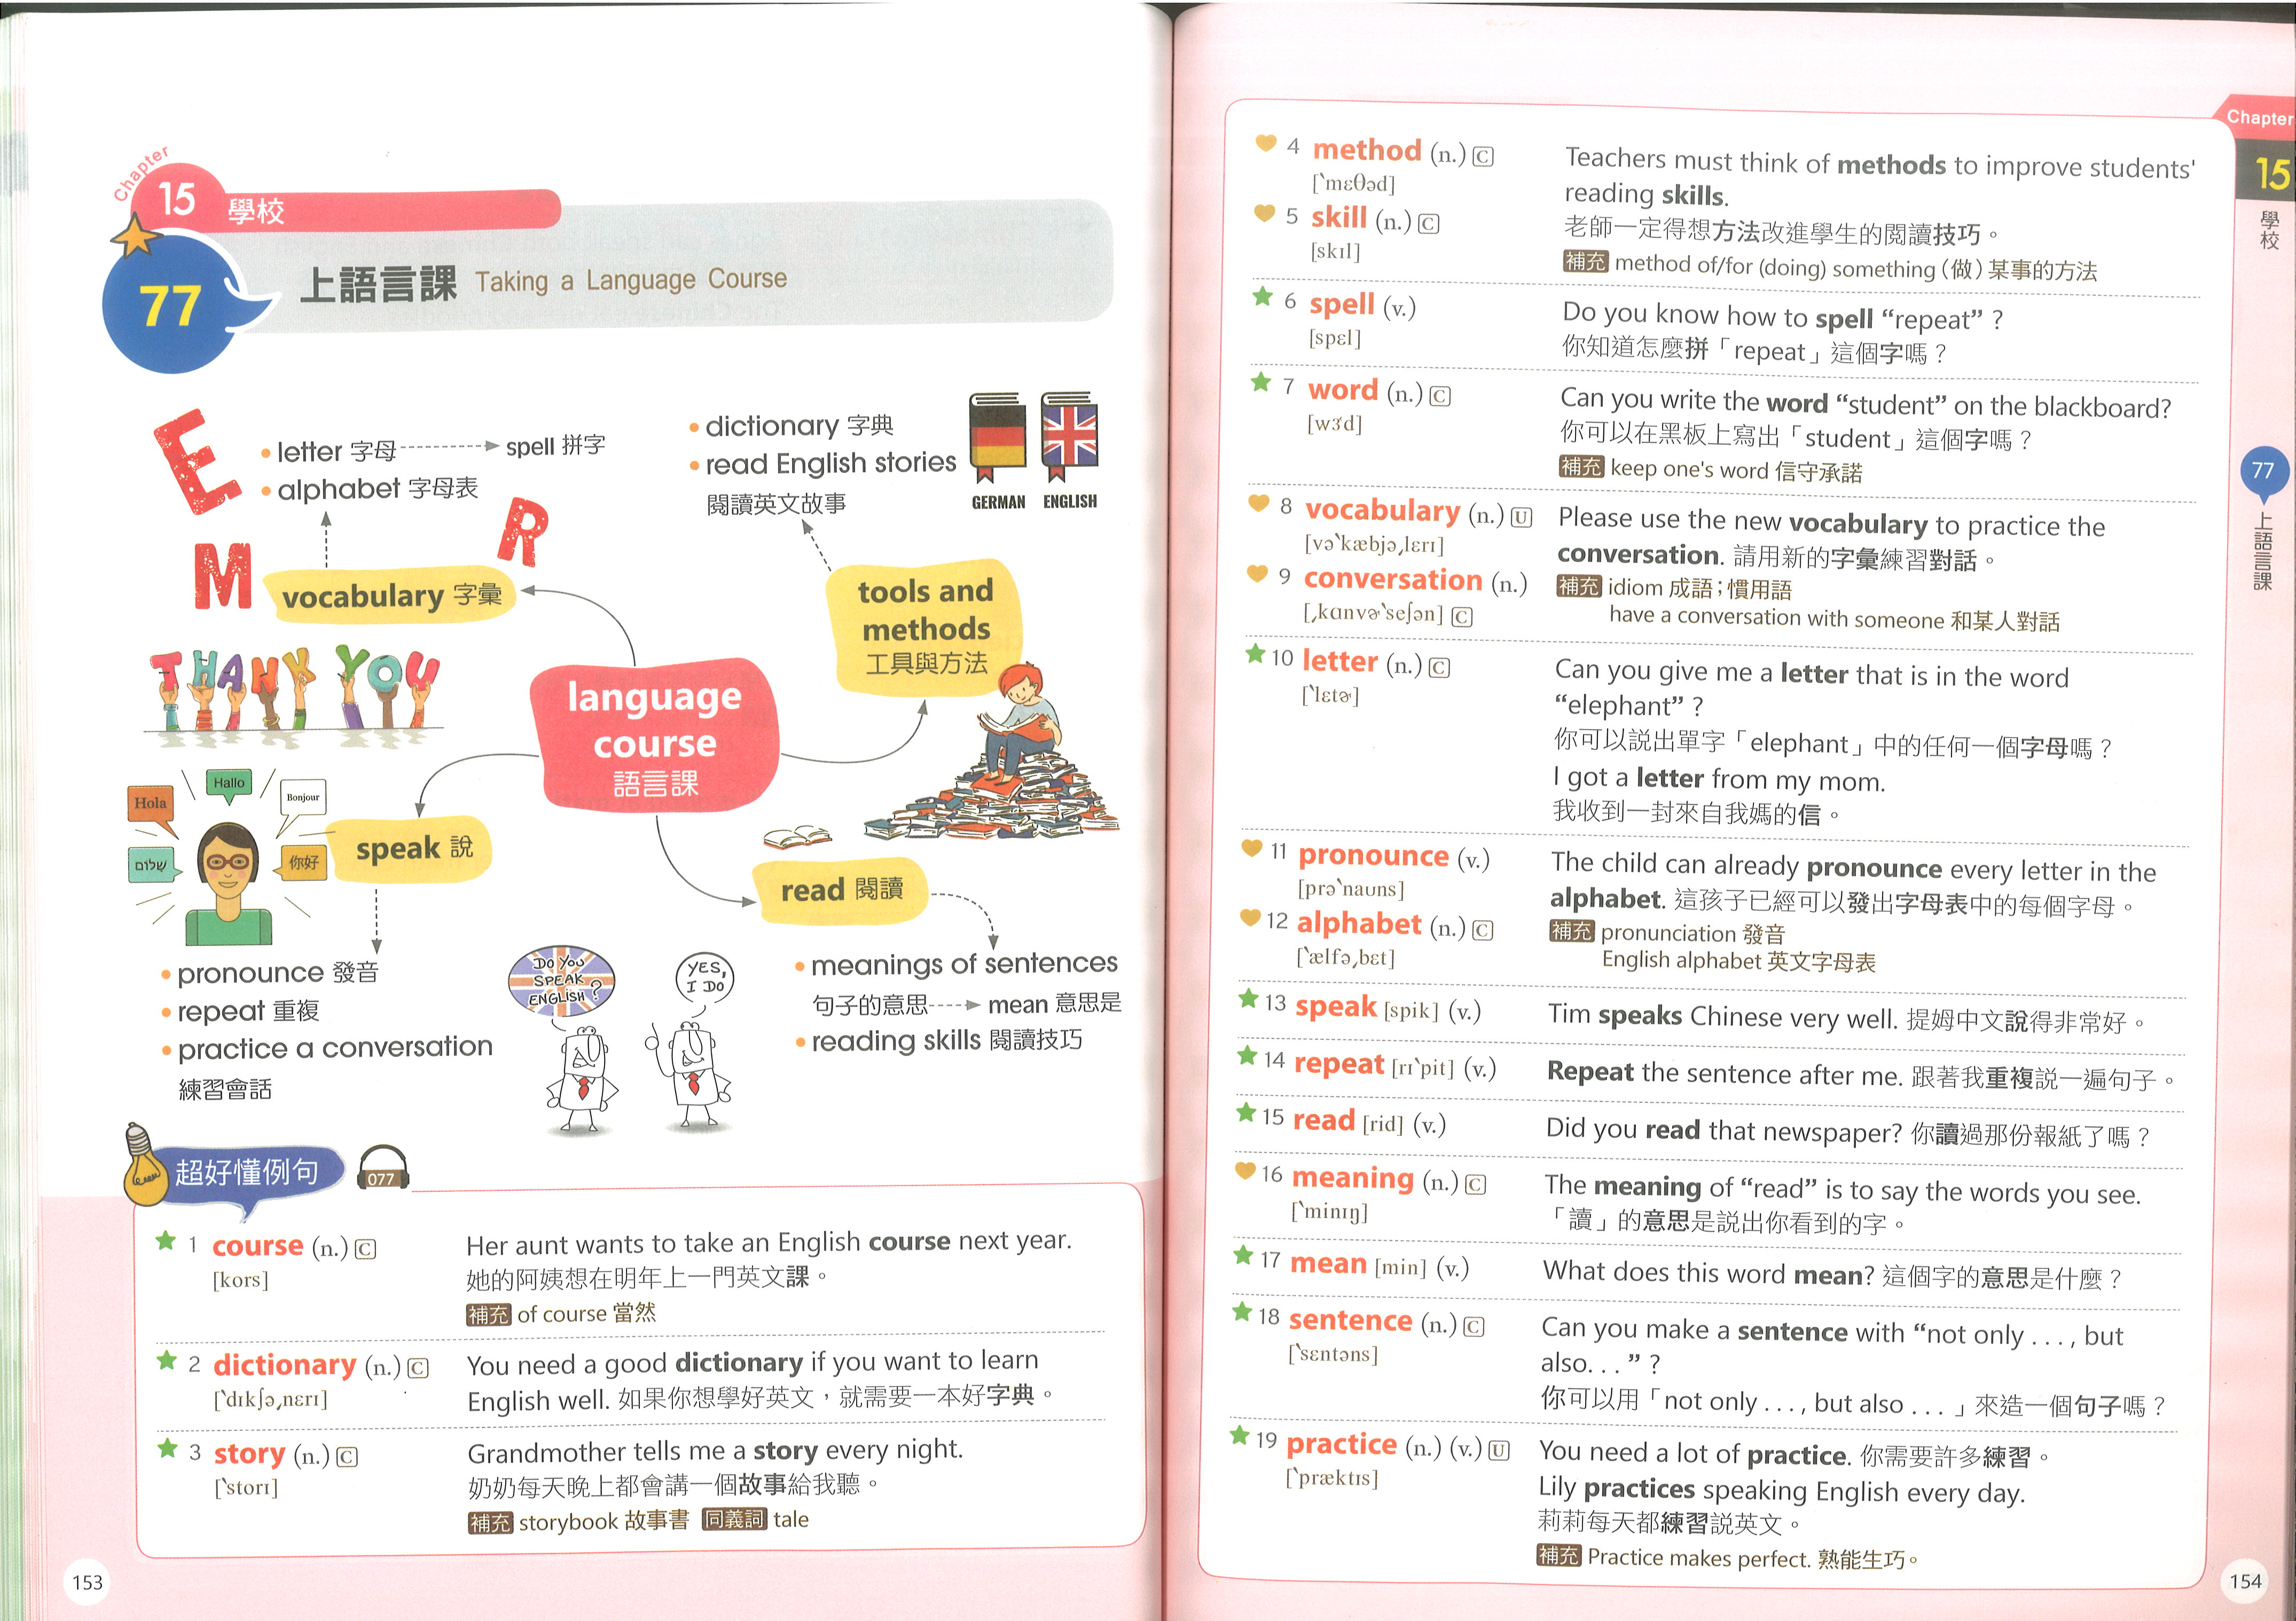 Chapter
15 學校
77 上語言課 Taking a Language Course
E
M
R
letter 字母 spell 拼字
alphabet 字母表
vocabulary 字彙
dictionary 字典
read English stories
閱讀英文故事
GERMAN ENGLISH
tools and
methods
工具與方法
THANK YOU
language
course
語言課
Hola
Hallo
Bonjour
שלום
你好
speak 說
read 閱讀
pronounce 發音
repeat 重複
practice a conversation
練習會話
DO YOU
SPEAK
ENGLISH?
YES,
I DO
meanings of sentences
句子的意思 mean 意思是
reading skills 閱讀技巧
超好懂例句 077
1 course (n.) C Her aunt wants to take an English course next year.
[kors] 她的阿姨想在明年上一門英文課。
補充 of course 當然
2 dictionary (n.) C You need a good dictionary if you want to learn
[ˋdɪkʃəˏnɛrɪ] English well. 如果你想學好英文，就需要一本好字典。
3 story (n.) C Grandmother tells me a story every night.
[ˋstorɪ] 奶奶每天晚上都會講一個故事給我聽。
補充 storybook 故事書 同義詞 tale
153
4 method (n.) C Teachers must think of methods to improve students'
[ˋmɛθəd] reading skills.
5 skill (n.) C 老師一定得想方法改進學生的閱讀技巧。
[skɪl] 補充 method of/for (doing) something（做）某事的方法
6 spell (v.) Do you know how to spell “repeat”?
[spɛl] 你知道怎麼拼「repeat」這個字嗎？
7 word (n.) C Can you write the word “student” on the blackboard?
[wɝd] 你可以在黑板上寫出「student」這個字嗎？
補充 keep one's word 信守承諾
8 vocabulary (n.) U Please use the new vocabulary to practice the
[vəˋkæbjəˏlɛrɪ] conversation. 請用新的字彙練習對話。
9 conversation (n.) 補充 idiom 成語；慣用語
[ˏkɑnvɚˋseʃən] C have a conversation with someone 和某人對話
10 letter (n.) C Can you give me a letter that is in the word
[ˋlɛtɚ] “elephant”?
你可以說出單字「elephant」中的任何一個字母嗎？
I got a letter from my mom.
我收到一封來自我媽的信。
11 pronounce (v.) The child can already pronounce every letter in the
[prəˋnaʊns] alphabet. 這孩子已經可以發出字母表中的每個字母。
12 alphabet (n.) C 補充 pronunciation 發音
[ˋælfəˏbɛt] English alphabet 英文字母表
13 speak [spik] (v.) Tim speaks Chinese very well. 提姆中文說得非常好。
14 repeat [rɪˋpit] (v.) Repeat the sentence after me. 跟著我重複說一遍句子。
15 read [rid] (v.) Did you read that newspaper? 你讀過那份報紙了嗎？
16 meaning (n.) C The meaning of “read” is to say the words you see.
[ˋminɪŋ] 「讀」的意思是說出你看到的字。
17 mean [min] (v.) What does this word mean? 這個字的意思是什麼？
18 sentence (n.) C Can you make a sentence with “not only . . . , but
[ˋsɛntəns] also. . . ”?
你可以用「not only . . . , but also . . . 」來造一個句子嗎？
19 practice (n.) (v.) U You need a lot of practice. 你需要許多練習。
[ˋpræktɪs] Lily practices speaking English every day.
莉莉每天都練習說英文。
補充 Practice makes perfect. 熟能生巧。
Chapter
15
學校
77
上語言課
154